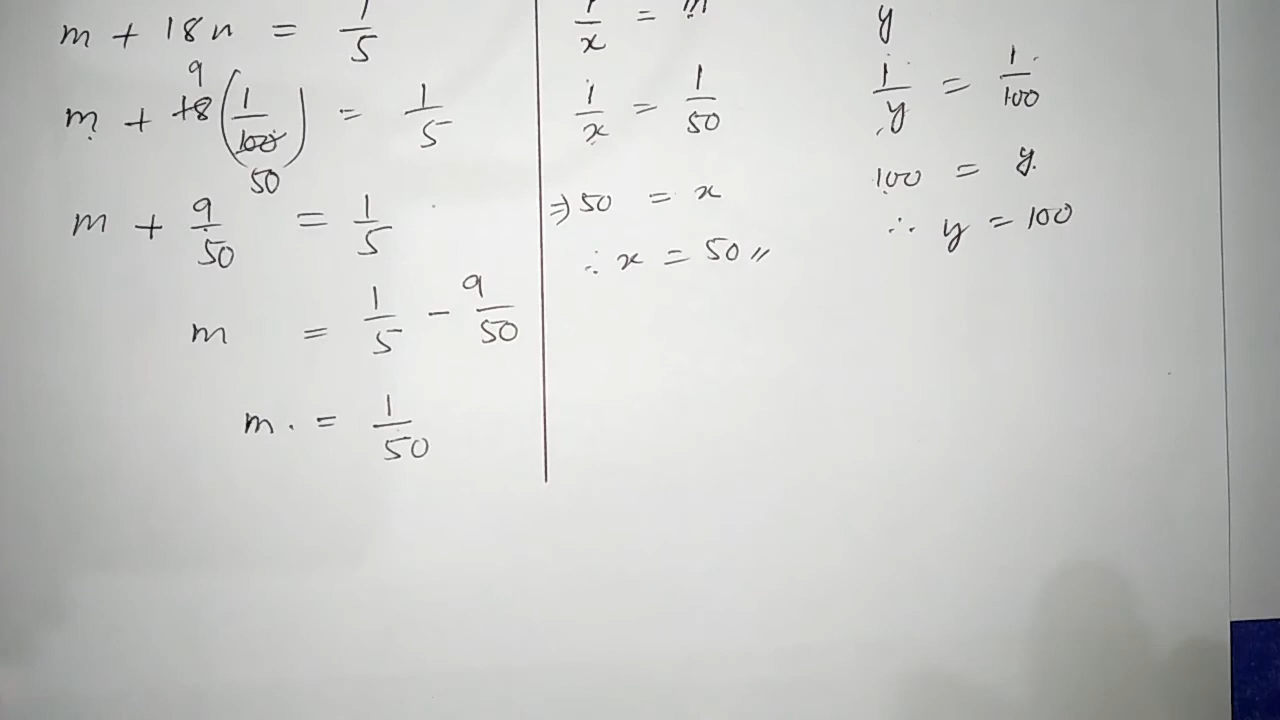 m + 18n = 1/5
m + 18 9 (1/100 50) = 1/5
m + 9/50 = 1/5
m = 1/5 - 9/50
m . = 1/50
1/x = m
1/x = 1/50
⇒ 50 = x
∴ x = 50 //
y
1/y = 1/100
100 = y
∴ y = 100